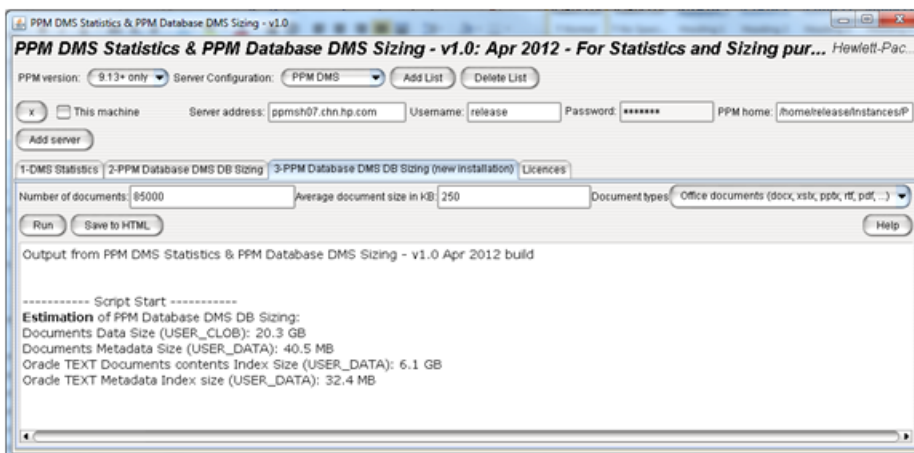 PPM DMS Statistics & PPM Database DMS Sizing - v1.0
PPM DMS Statistics & PPM Database DMS Sizing - v1.0: Apr 2012 - For Statistics and Sizing pur... Hewlett-Pac...
PPM version: 9.13+ only Server Configuration: PPM DMS Add List Delete List
x This machine Server address: ppmsh07.chn.hp.com Username: release Password: ******* PPM home: /home/release/instances/P
Add server
1-DMS Statistics 2-PPM Database DMS DB Sizing 3-PPM Database DMS DB Sizing (new installation) Licences
Number of documents: 85000 Average document size in KB: 250 Document types Office documents (docx, xslx, pptx, rtf, pdf, ...)
Run Save to HTML Help
Output from PPM DMS Statistics & PPM Database DMS Sizing - v1.0 Apr 2012 build
----------- Script Start -----------
Estimation of PPM Database DMS DB Sizing:
Documents Data Size (USER_CLOB): 20.3 GB
Documents Metadata Size (USER_DATA): 40.5 MB
Oracle TEXT Documents contents Index Size (USER_DATA): 6.1 GB
Oracle TEXT Metadata Index size (USER_DATA): 32.4 MB